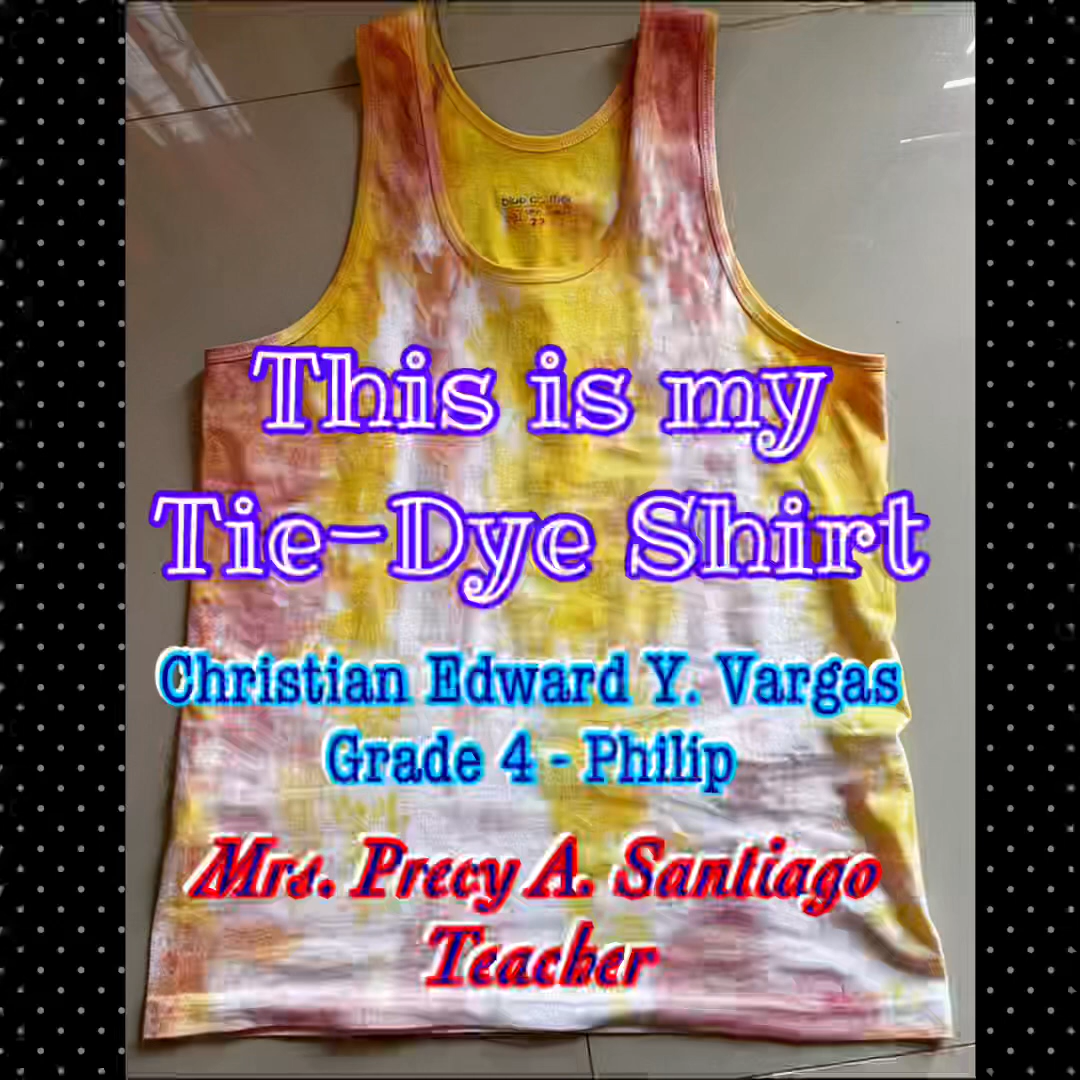 This is my
Tie-Dye Shirt
Christian Edward Y. Vargas
Grade 4 - Philip
Mrs. Precy A. Santiago
Teacher